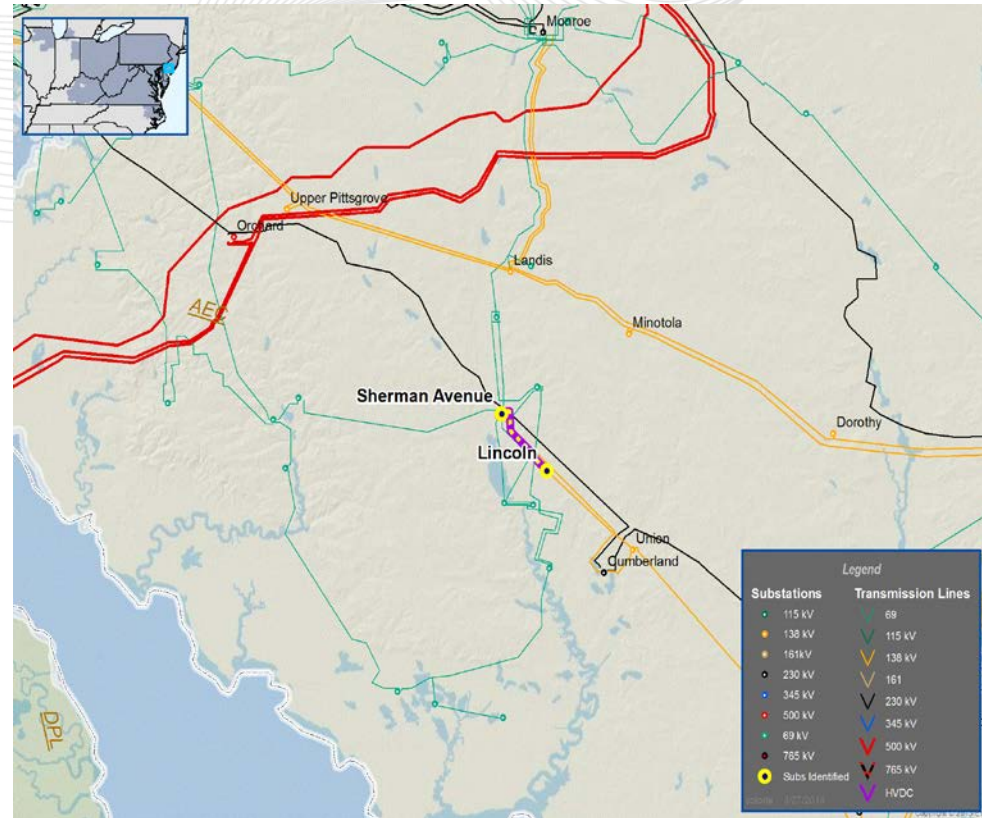 Monroe
Upper Pittsgrove
Orchard
Landis
AEC
Minotola
Sherman Avenue
Dorothy
Lincoln
Union
Cumberland
DPL
Legend
Substations
115 kV
138 kV
161kV
230 kV
345 kV
500 kV
69 kV
765 kV
Subs Identified
Transmission Lines
69
115 kV
138 kV
161
230 kV
345 kV
500 kV
765 kV
HVDC